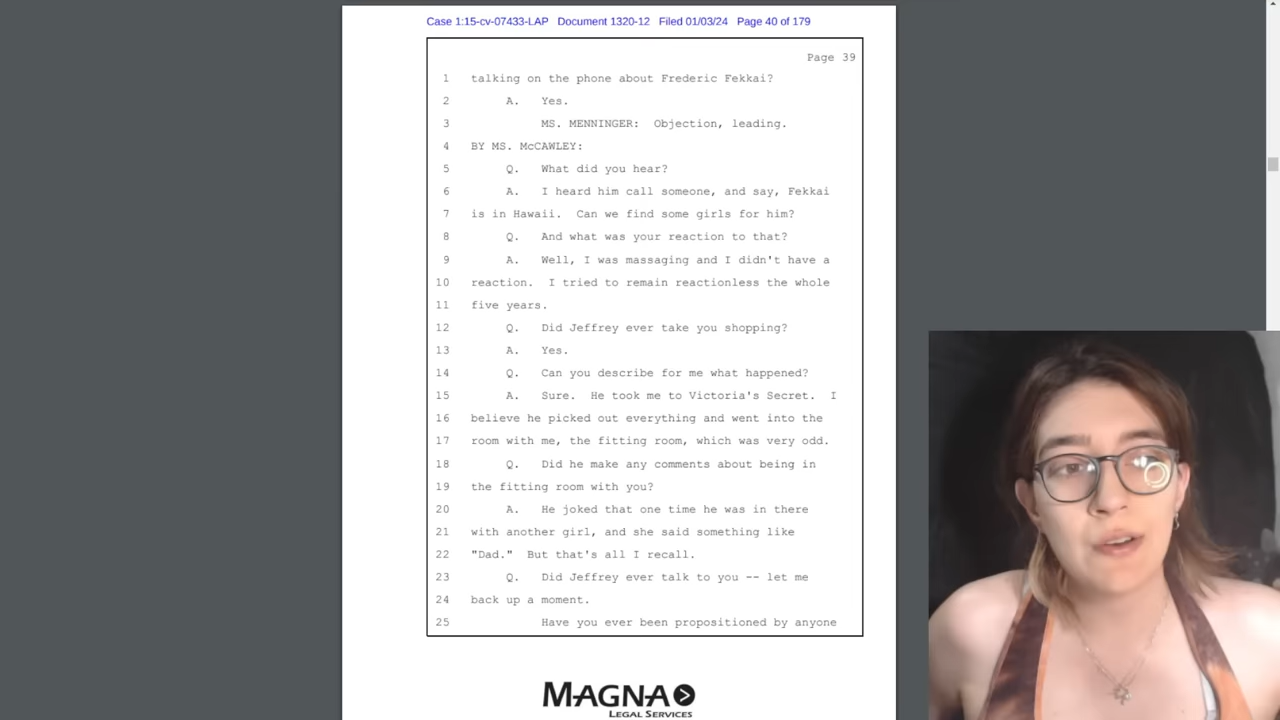 Case 1:15-cv-07433-LAP Document 1320-12 Filed 01/03/24 Page 40 of 179
Page 39
1 talking on the phone about Frederic Fekkai?
2 A. Yes.
3 MS. MENNINGER: Objection, leading.
4 BY MS. McCAWLEY:
5 Q. What did you hear?
6 A. I heard him call someone, and say, Fekkai
7 is in Hawaii. Can we find some girls for him?
8 Q. And what was your reaction to that?
9 A. Well, I was massaging and I didn't have a
10 reaction. I tried to remain reactionless the whole
11 five years.
12 Q. Did Jeffrey ever take you shopping?
13 A. Yes.
14 Q. Can you describe for me what happened?
15 A. Sure. He took me to Victoria's Secret. I
16 believe he picked out everything and went into the
17 room with me, the fitting room, which was very odd.
18 Q. Did he make any comments about being in
19 the fitting room with you?
20 A. He joked that one time he was in there
21 with another girl, and she said something like
22 "Dad." But that's all I recall.
23 Q. Did Jeffrey ever talk to you -- let me
24 back up a moment.
25 Have you ever been propositioned by anyone
MAGNA
LEGAL SERVICES